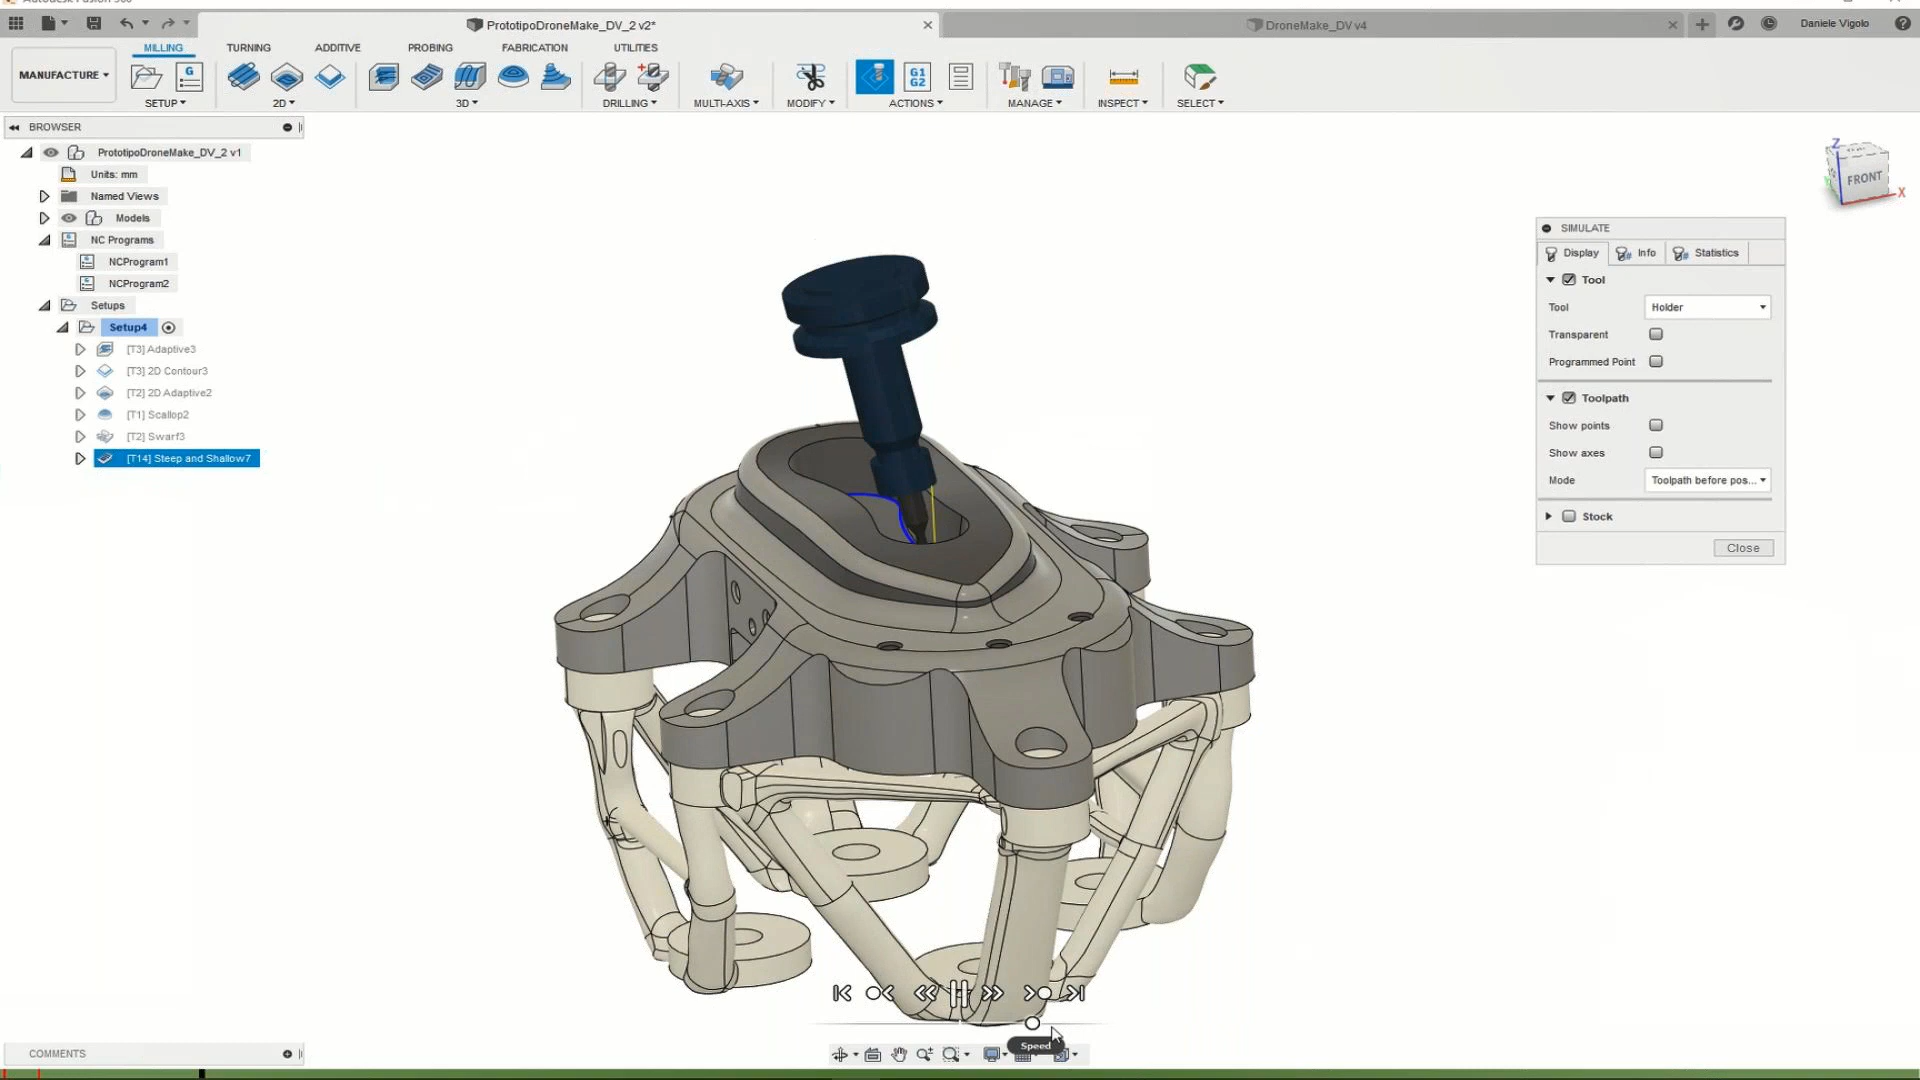 Autodesk Fusion 360
PrototipoDroneMake_DV_2 v2*
DroneMake_DV v4
Daniele Vigolo
MILLING
TURNING
ADDITIVE
PROBING
FABRICATION
UTILITIES
MANUFACTURE
G
G1
G2
SETUP
2D
3D
DRILLING
MULTI-AXIS
MODIFY
ACTIONS
MANAGE
INSPECT
SELECT
BROWSER
PrototipoDroneMake_DV_2 v1
Units: mm
Named Views
Models
NC Programs
NCProgram1
NCProgram2
Setups
Setup4
[T3] Adaptive3
[T3] 2D Contour3
[T2] 2D Adaptive2
[T1] Scallop2
[T2] Swarf3
[T14] Steep and Shallow7
Z
FRONT
X
SIMULATE
Display
Info
Statistics
Tool
Tool
Holder
Transparent
Programmed Point
Toolpath
Show points
Show axes
Mode
Toolpath before pos...
Stock
Close
Speed
COMMENTS